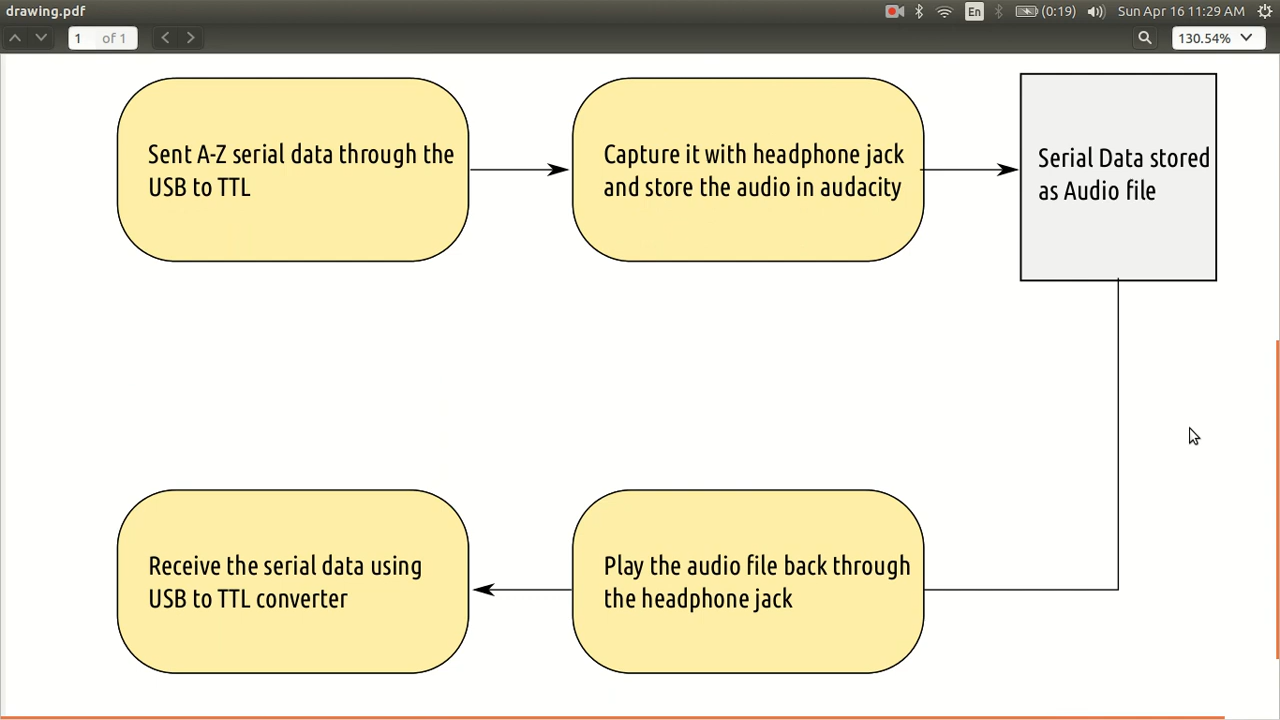 drawing.pdf
En
(0:19)
Sun Apr 16 11:29 AM
1 of 1
130.54%
Sent A-Z serial data through the
USB to TTL
Capture it with headphone jack
and store the audio in audacity
Serial Data stored
as Audio file
Receive the serial data using
USB to TTL converter
Play the audio file back through
the headphone jack